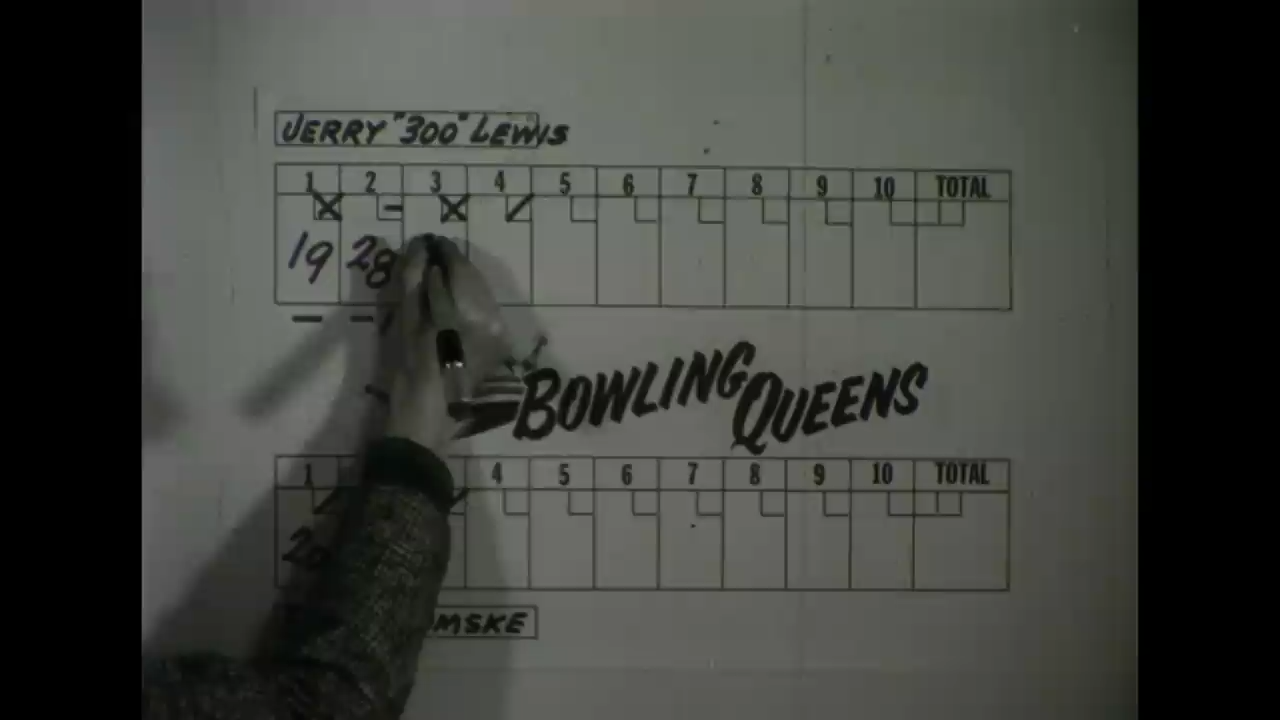 JERRY "300" LEWIS
1 2 3 4 5 6 7 8 9 10 TOTAL
X - X /
19 28
BOWLING QUEENS
1 4 5 6 7 8 9 10 TOTAL
/ /